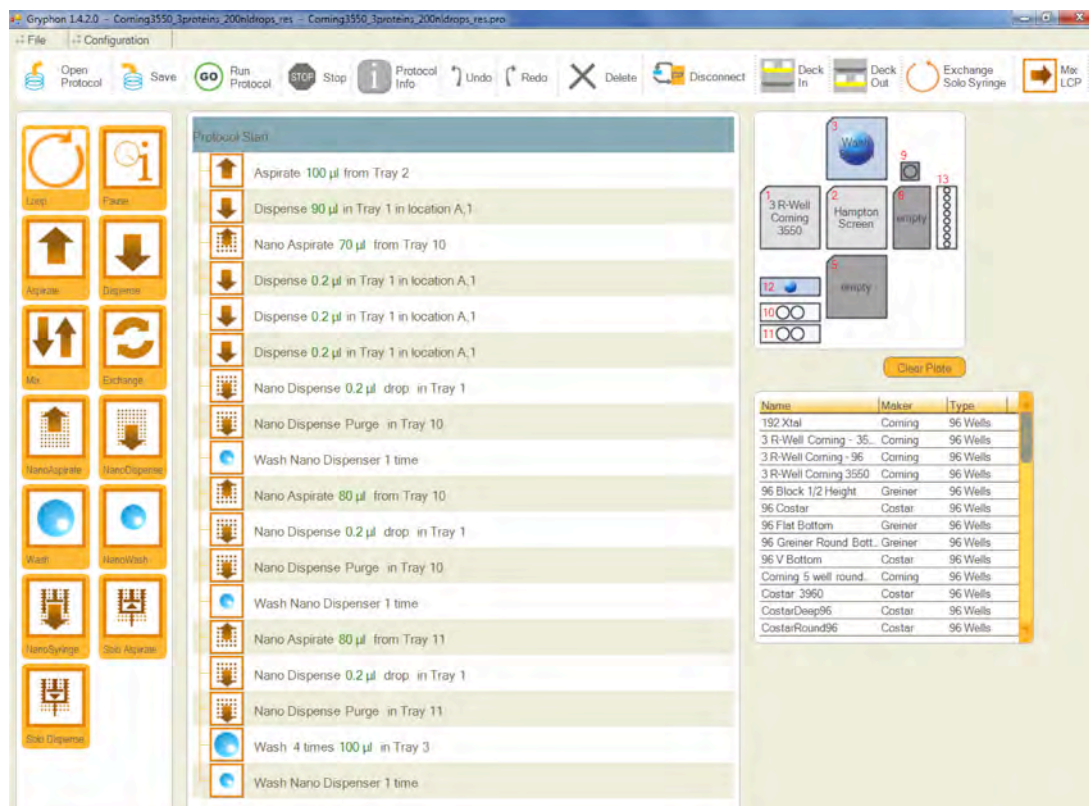 Gryphon 1.4.2.0 - Corning3550_3proteins_200nldrops_res - Corning3550_3proteins_200nldrops_res.pro
File Configuration
Open Protocol Save GO Run Protocol STOP Stop i Protocol Info Undo Redo Delete Disconnect Deck In Deck Out Exchange Solo Syringe Mix LCP
Loop Pause
Aspirate Dispense
Mix Exchange
NanoAspirate NanoDispense
Wash NanoWash
NanoSyringe Solo Aspirate
Solo Dispense
Protocol Start
Aspirate 100 µl from Tray 2
Dispense 90 µl in Tray 1 in location A,1
Nano Aspirate 70 µl from Tray 10
Dispense 0.2 µl in Tray 1 in location A,1
Dispense 0.2 µl in Tray 1 in location A,1
Dispense 0.2 µl in Tray 1 in location A,1
Nano Dispense 0.2 µl drop in Tray 1
Nano Dispense Purge in Tray 10
Wash Nano Dispenser 1 time
Nano Aspirate 80 µl from Tray 10
Nano Dispense 0.2 µl drop in Tray 1
Nano Dispense Purge in Tray 10
Wash Nano Dispenser 1 time
Nano Aspirate 80 µl from Tray 11
Nano Dispense 0.2 µl drop in Tray 1
Nano Dispense Purge in Tray 11
Wash 4 times 100 µl in Tray 3
Wash Nano Dispenser 1 time
3
9
13
1
3 R-Well
Corning
3550
2
Hampton
Screen
empty
5
empty
12
10
11
Clear Plate
Name Maker Type
192 Xtal Corning 96 Wells
3 R-Well Corning - 35... Corning 96 Wells
3 R-Well Corning - 96 Corning 96 Wells
3 R-Well Corning 3550 Corning 96 Wells
96 Block 1/2 Height Greiner 96 Wells
96 Costar Costar 96 Wells
96 Flat Bottom Greiner 96 Wells
96 Greiner Round Bott... Greiner 96 Wells
96 V Bottom Costar 96 Wells
Corning 5 well round... Corning 96 Wells
Costar 3960 Costar 96 Wells
CostarDeep96 Costar 96 Wells
CostarRound96 Costar 96 Wells